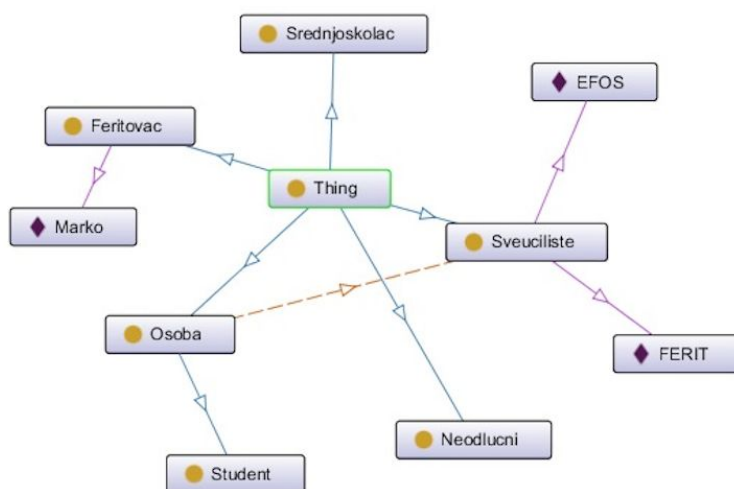 Srednjoskolac
EFOS
Feritovac
Thing
Marko
Sveuciliste
Osoba
FERIT
Neodlucni
Student